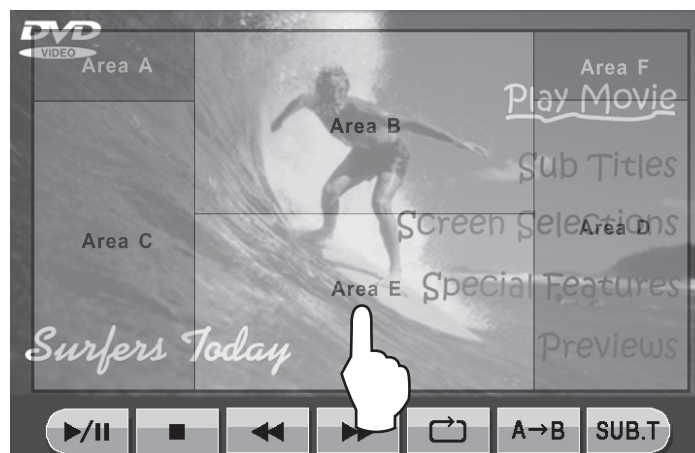 DVD
VIDEO
Area A
Area F
Play Movie
Area B
Sub Titles
Screen Selections
Area C
Area D
Area E
Special Features
Surfers Today
Previews
▶/II ■ ◀◀ ▶▶ A→B SUB.T